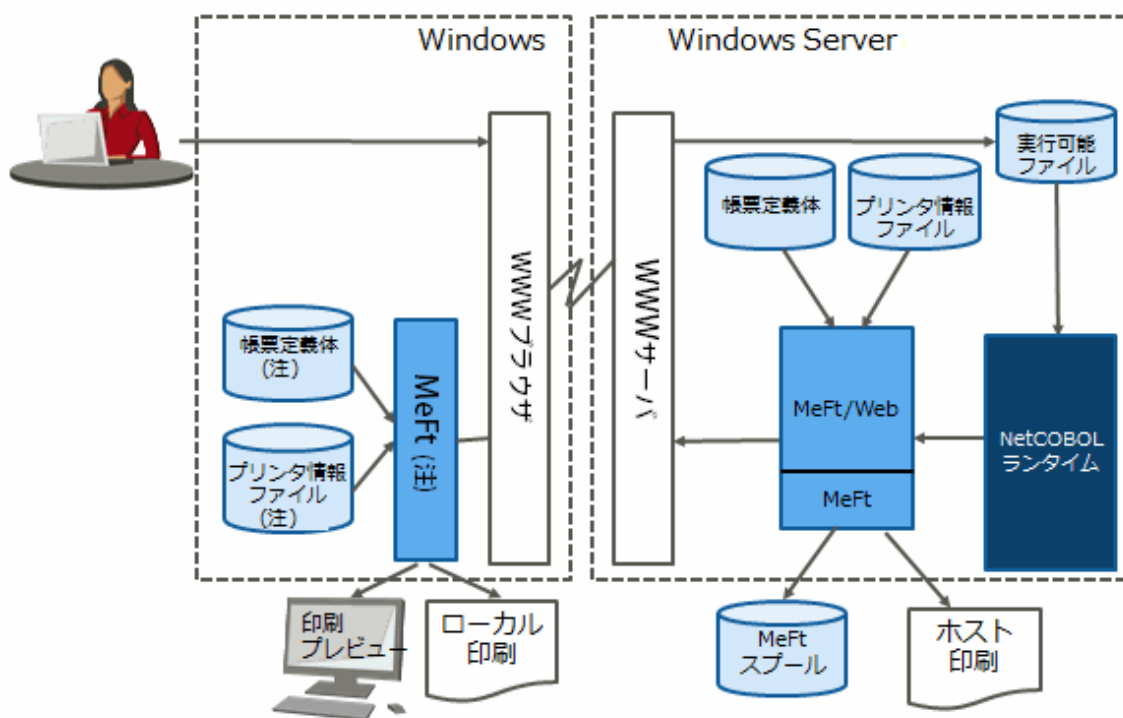 Windows
Windows Server
実行可能
ファイル
帳票定義体
プリンタ情報
ファイル
WWWブラウザ
WWWサーバ
帳票定義体
(注)
プリンタ情報
ファイル
(注)
MeFt (注)
MeFt/Web
MeFt
NetCOBOL
ランタイム
印刷
プレビュー
ローカル
印刷
MeFt
スプール
ホスト
印刷